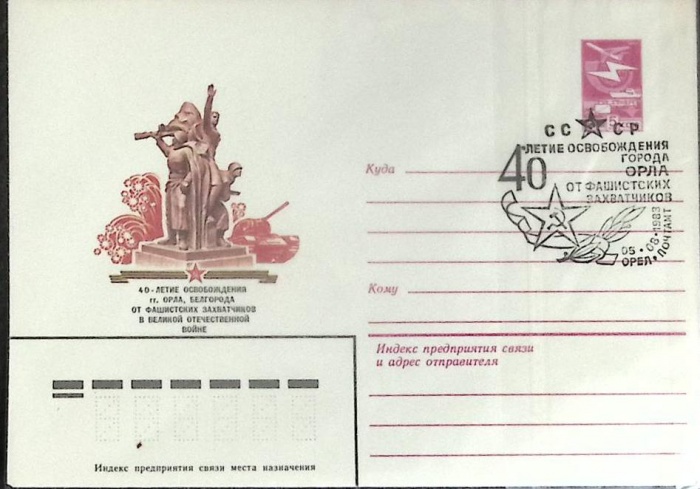 СССР
40-ЛЕТИЕ ОСВОБОЖДЕНИЯ
ГОРОДА
ОРЛА
ОТ ФАШИСТСКИХ
ЗАХВАТЧИКОВ
05•08•1983
ОРЕЛ•ПОЧТАМТ
Куда
Кому
40-ЛЕТИЕ ОСВОБОЖДЕНИЯ
гг. ОРЛА, БЕЛГОРОДА
ОТ ФАШИСТСКИХ ЗАХВАТЧИКОВ
В ВЕЛИКОЙ ОТЕЧЕСТВЕННОЙ
ВОЙНЕ
Индекс предприятия связи
и адрес отправителя
Индекс предприятия связи места назначения